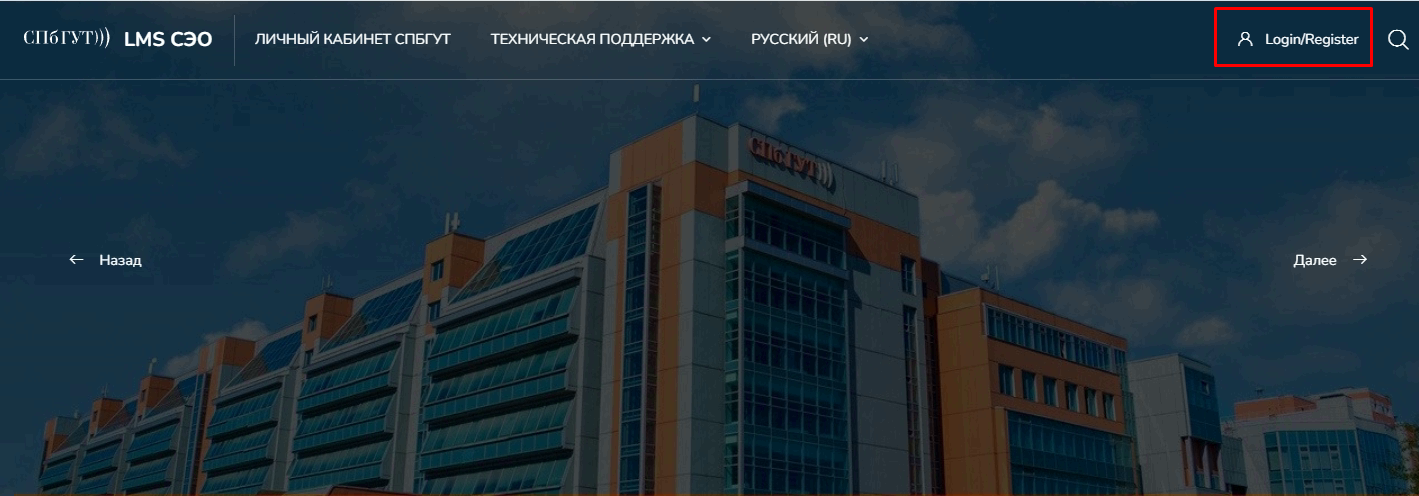 СПбГУТ))) LMS СЭО ЛИЧНЫЙ КАБИНЕТ СПБГУТ ТЕХНИЧЕСКАЯ ПОДДЕРЖКА РУССКИЙ (RU) Login/Register
СПбГУТ)))
← Назад Далее →